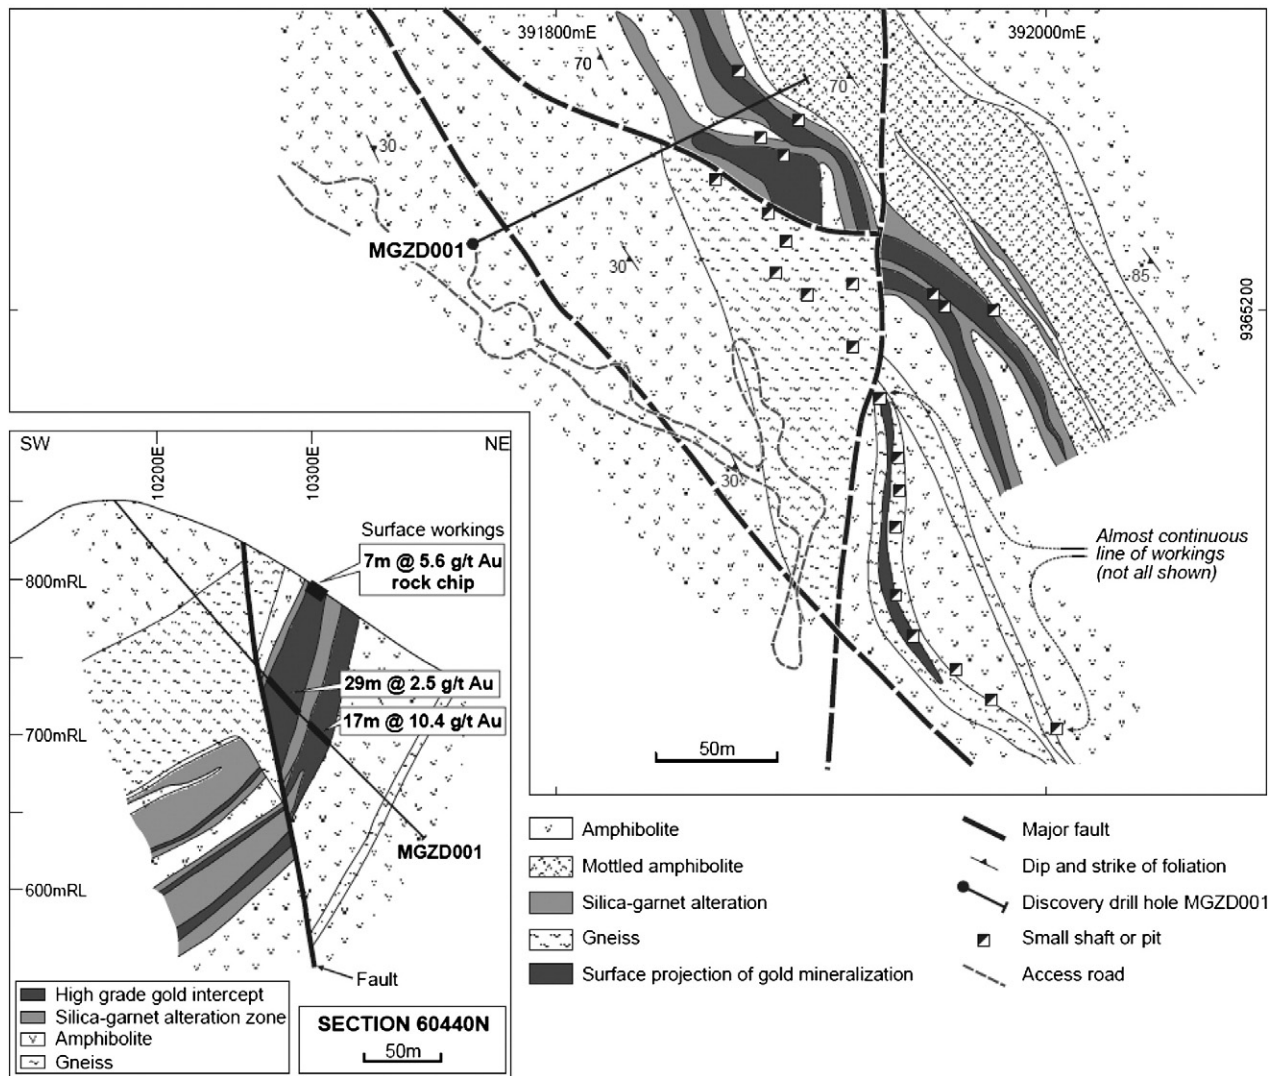 391800mE
392000mE
70
70
30
MGZD001
30
85
9365200
30
Almost continuous
line of workings
(not all shown)
50m
SW
NE
10200E
10300E
Surface workings
7m @ 5.6 g/t Au
rock chip
800mRL
29m @ 2.5 g/t Au
17m @ 10.4 g/t Au
700mRL
MGZD001
600mRL
Fault
High grade gold intercept
Silica-garnet alteration zone
Amphibolite
Gneiss
SECTION 60440N
50m
Amphibolite
Mottled amphibolite
Silica-garnet alteration
Gneiss
Surface projection of gold mineralization
Major fault
Dip and strike of foliation
Discovery drill hole MGZD001
Small shaft or pit
Access road